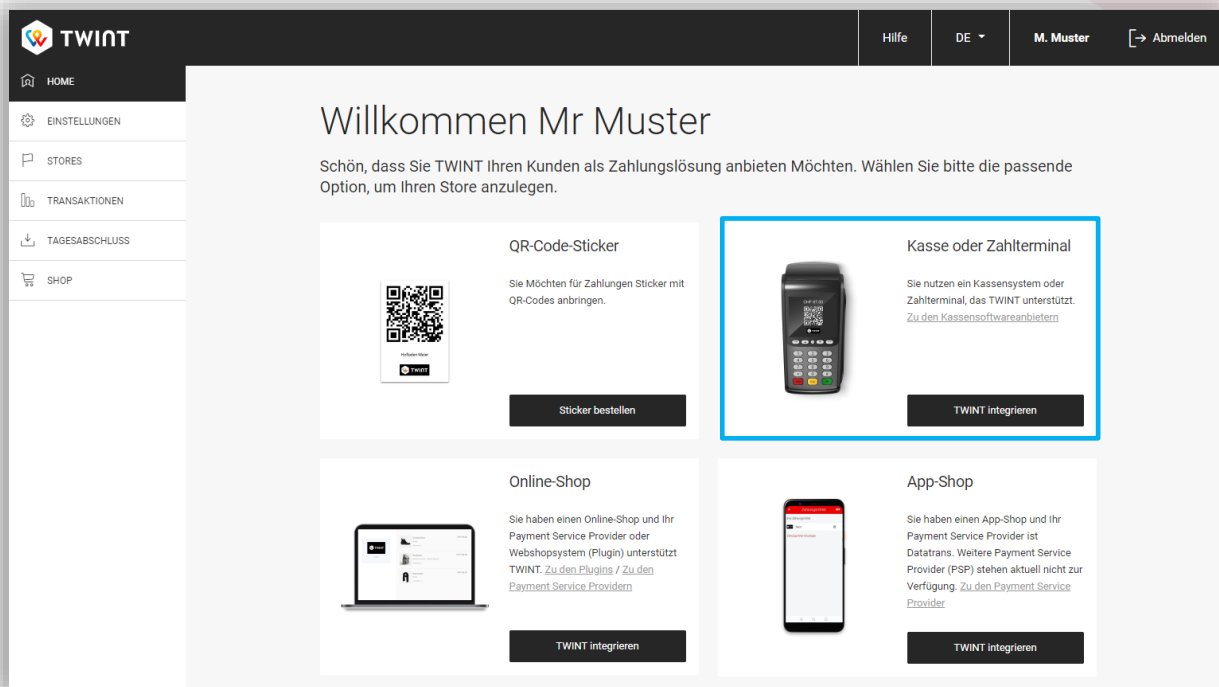 TWINT
Hilfe
DE
M. Muster
Abmelden
HOME
EINSTELLUNGEN
STORES
TRANSAKTIONEN
TAGESABSCHLUSS
SHOP
Willkommen Mr Muster
Schön, dass Sie TWINT Ihren Kunden als Zahlungslösung anbieten Möchten. Wählen Sie bitte die passende
Option, um Ihren Store anzulegen.
QR-Code-Sticker
Sie Möchten für Zahlungen Sticker mit
QR-Codes anbringen.
TWINT
Sticker bestellen
Kasse oder Zahlterminal
Sie nutzen ein Kassensystem oder
Zahlterminal, das TWINT unterstützt.
Zu den Kassensoftwareanbietern
TWINT integrieren
Online-Shop
Sie haben einen Online-Shop und Ihr
Payment Service Provider oder
Webshopsystem (Plugin) unterstützt
TWINT. Zu den Plugins / Zu den
Payment Service Providern
TWINT integrieren
App-Shop
Sie haben einen App-Shop und Ihr
Payment Service Provider ist
Datatrans. Weitere Payment Service
Provider (PSP) stehen aktuell nicht zur
Verfügung. Zu den Payment Service
Provider
TWINT integrieren